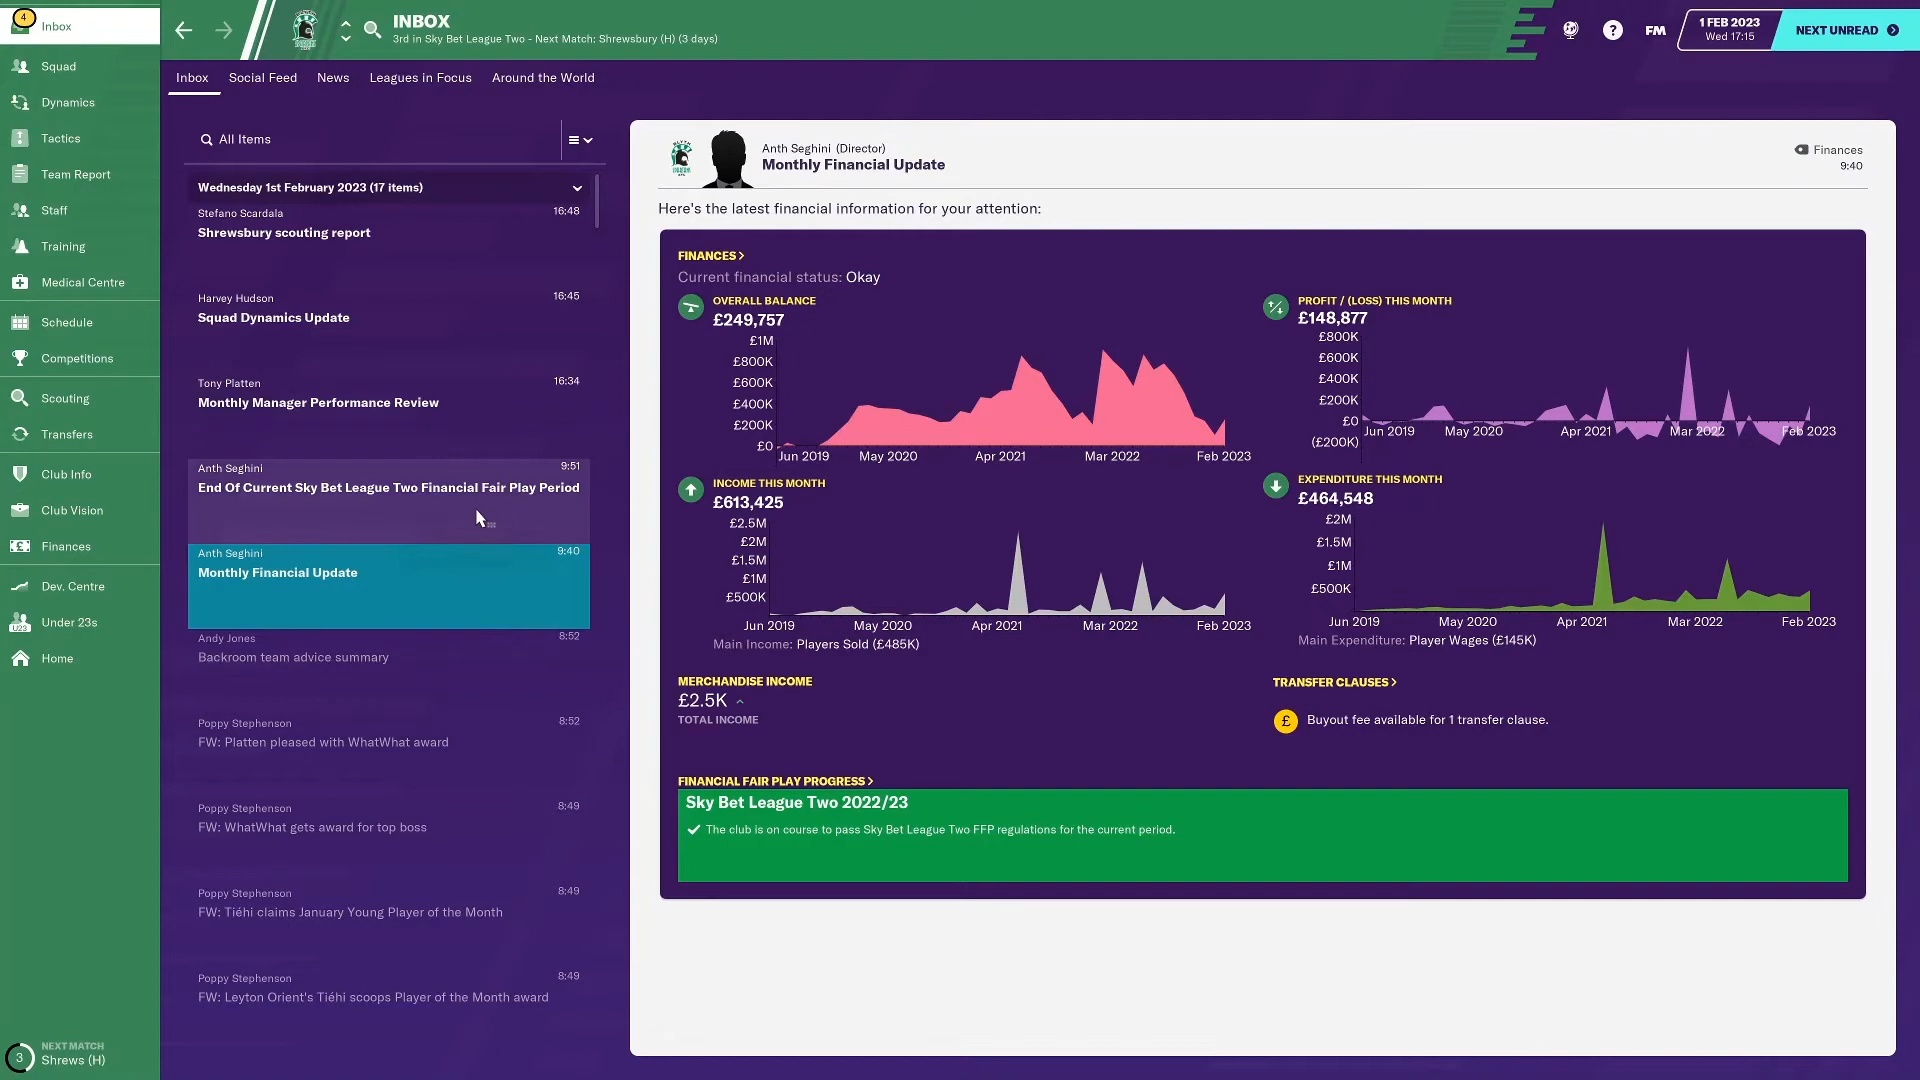 4
Inbox
Squad
Dynamics
Tactics
Team Report
Staff
Training
Medical Centre
Schedule
Competitions
Scouting
Transfers
Club Info
Club Vision
Finances
Dev. Centre
U23
Under 23s
Home
3
NEXT MATCH
Shrews (H)
INBOX
3rd in Sky Bet League Two - Next Match: Shrewsbury (H) (3 days)
?
FM
1 FEB 2023
Wed 17:15
NEXT UNREAD
Inbox
Social Feed
News
Leagues in Focus
Around the World
All Items
Wednesday 1st February 2023 (17 items)
Stefano Scardala 16:48
Shrewsbury scouting report
Harvey Hudson 16:45
Squad Dynamics Update
Tony Platten 16:34
Monthly Manager Performance Review
Anth Seghini 9:51
End Of Current Sky Bet League Two Financial Fair Play Period
Anth Seghini 9:40
Monthly Financial Update
Andy Jones 8:52
Backroom team advice summary
Poppy Stephenson 8:52
FW: Platten pleased with WhatWhat award
Poppy Stephenson 8:49
FW: WhatWhat gets award for top boss
Poppy Stephenson 8:49
FW: Tiéhi claims January Young Player of the Month
Poppy Stephenson 8:49
FW: Leyton Orient's Tiéhi scoops Player of the Month award
Anth Seghini (Director)
Monthly Financial Update
Finances
9:40
Here's the latest financial information for your attention:
FINANCES >
Current financial status: Okay
OVERALL BALANCE
£249,757
£1M
£800K
£600K
£400K
£200K
£0
Jun 2019 May 2020 Apr 2021 Mar 2022 Feb 2023
PROFIT / (LOSS) THIS MONTH
£148,877
£800K
£600K
£400K
£200K
£0
(£200K)
Jun 2019 May 2020 Apr 2021 Mar 2022 Feb 2023
INCOME THIS MONTH
£613,425
£2.5M
£2M
£1.5M
£1M
£500K
Jun 2019 May 2020 Apr 2021 Mar 2022 Feb 2023
Main Income: Players Sold (£485K)
EXPENDITURE THIS MONTH
£464,548
£2M
£1.5M
£1M
£500K
Jun 2019 May 2020 Apr 2021 Mar 2022 Feb 2023
Main Expenditure: Player Wages (£145K)
MERCHANDISE INCOME
£2.5K
TOTAL INCOME
TRANSFER CLAUSES >
£ Buyout fee available for 1 transfer clause.
FINANCIAL FAIR PLAY PROGRESS >
Sky Bet League Two 2022/23
The club is on course to pass Sky Bet League Two FFP regulations for the current period.